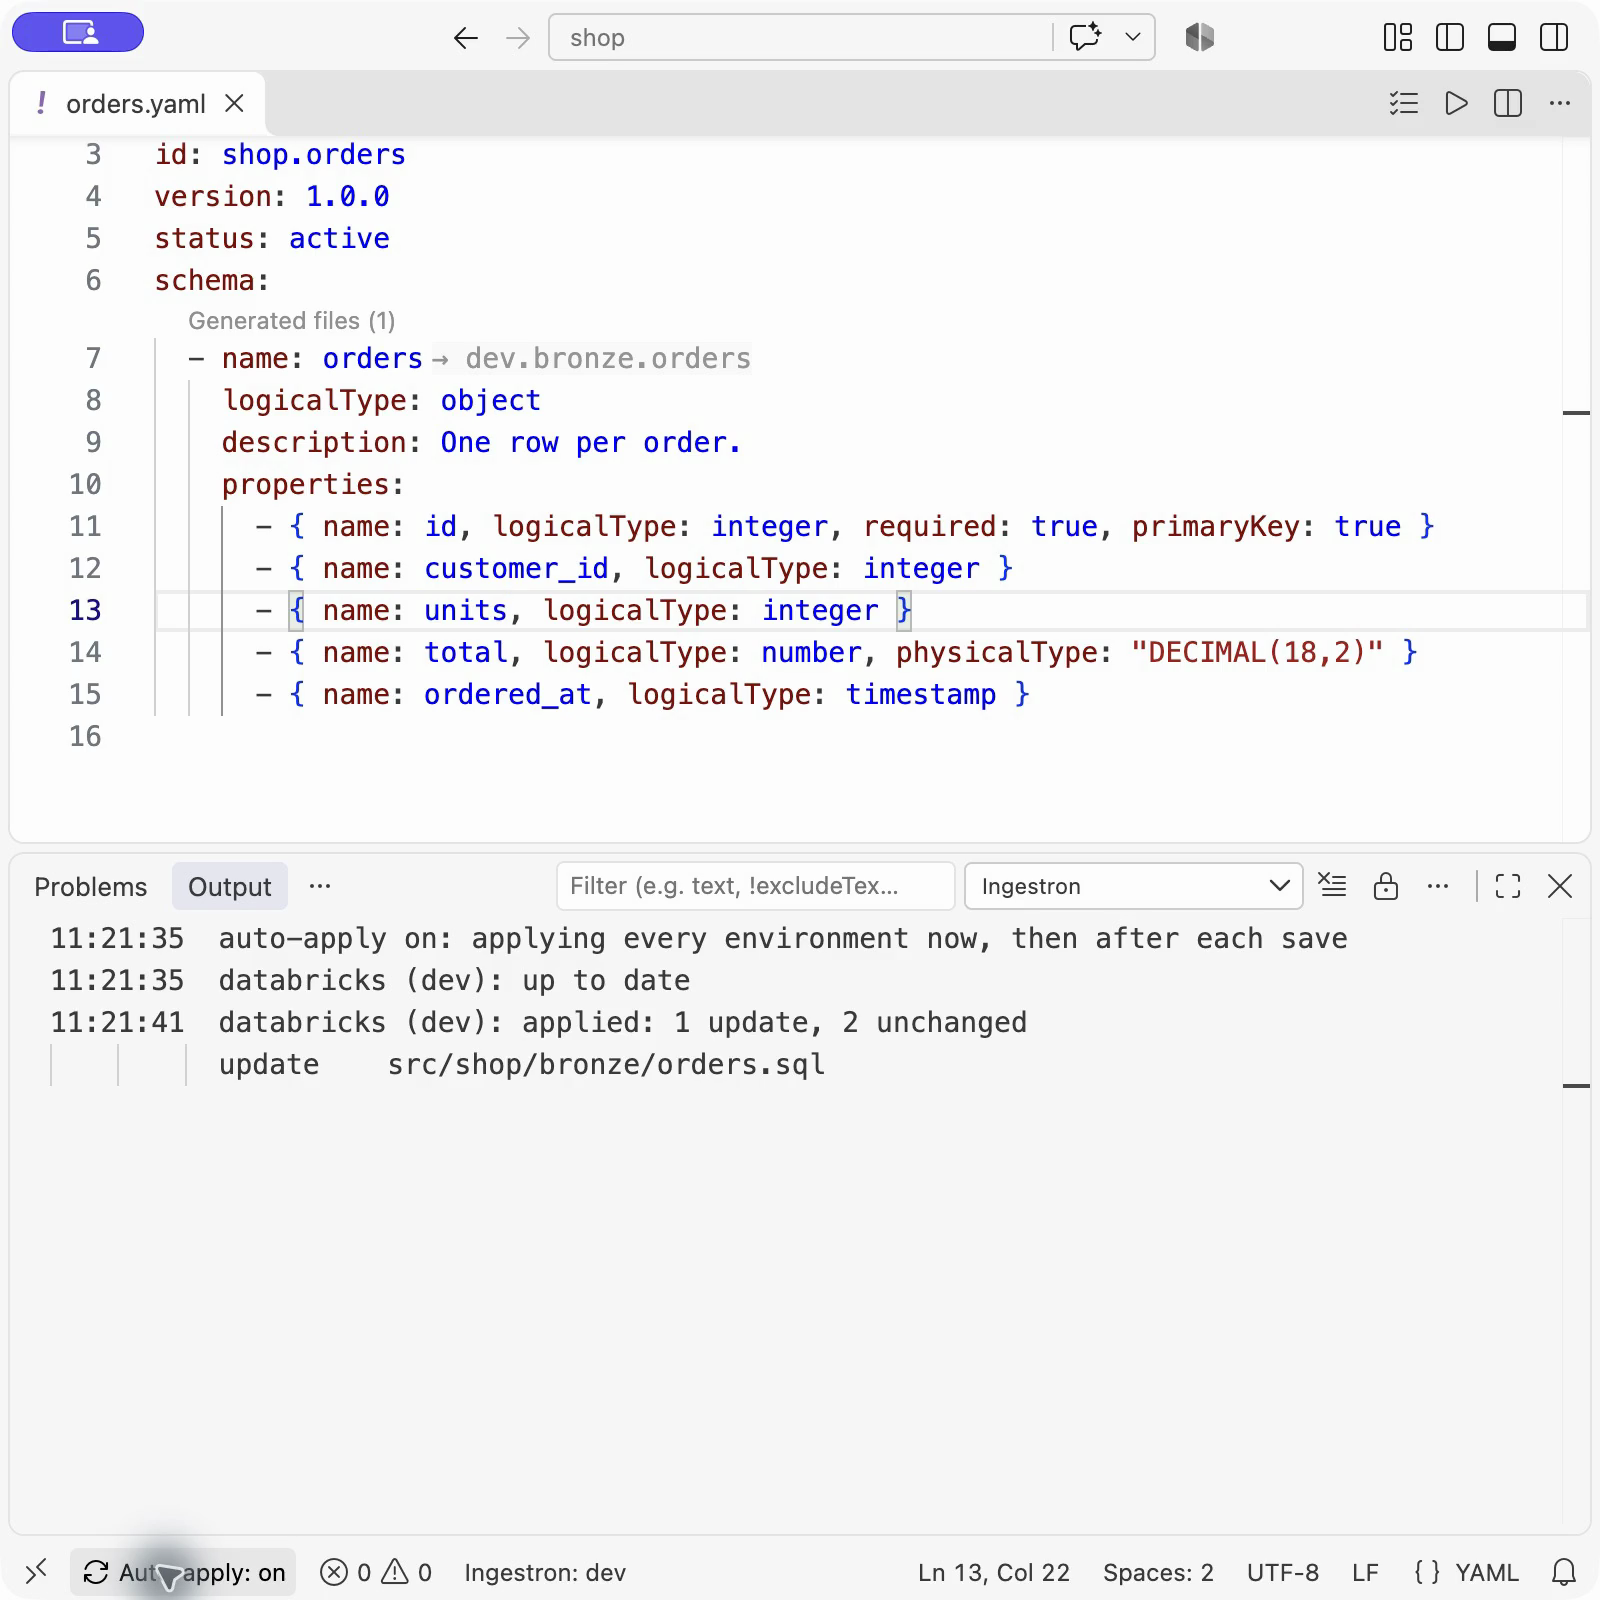 shop
! orders.yaml
3 id: shop.orders
4 version: 1.0.0
5 status: active
6 schema:
Generated files (1)
7 - name: orders → dev.bronze.orders
8 logicalType: object
9 description: One row per order.
10 properties:
11 - { name: id, logicalType: integer, required: true, primaryKey: true }
12 - { name: customer_id, logicalType: integer }
13 - { name: units, logicalType: integer }
14 - { name: total, logicalType: number, physicalType: "DECIMAL(18,2)" }
15 - { name: ordered_at, logicalType: timestamp }
16
Problems Output ··· Filter (e.g. text, !excludeTex... Ingestron
11:21:35 auto-apply on: applying every environment now, then after each save
11:21:35 databricks (dev): up to date
11:21:41 databricks (dev): applied: 1 update, 2 unchanged
update src/shop/bronze/orders.sql
apply: on 0 0 Ingestron: dev Ln 13, Col 22 Spaces: 2 UTF-8 LF {} YAML